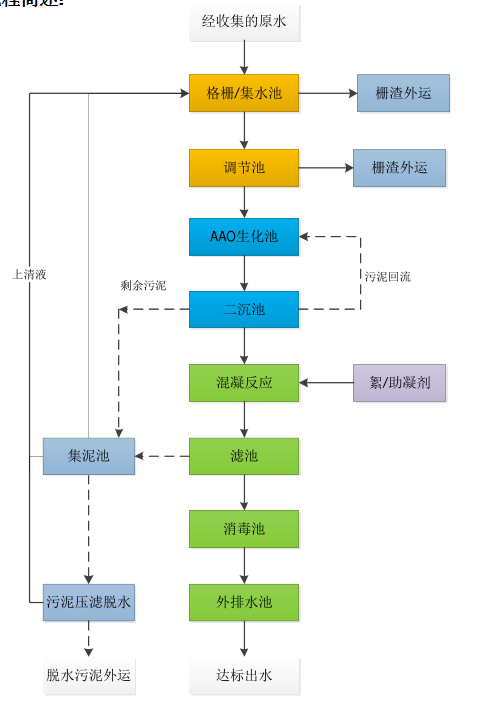 程简述:
经收集的原水
格栅/集水池
栅渣外运
调节池
栅渣外运
AAO生化池
污泥回流
上清液
剩余污泥
二沉池
混凝反应
絮/助凝剂
集泥池
滤池
消毒池
污泥压滤脱水
外排水池
脱水污泥外运
达标出水